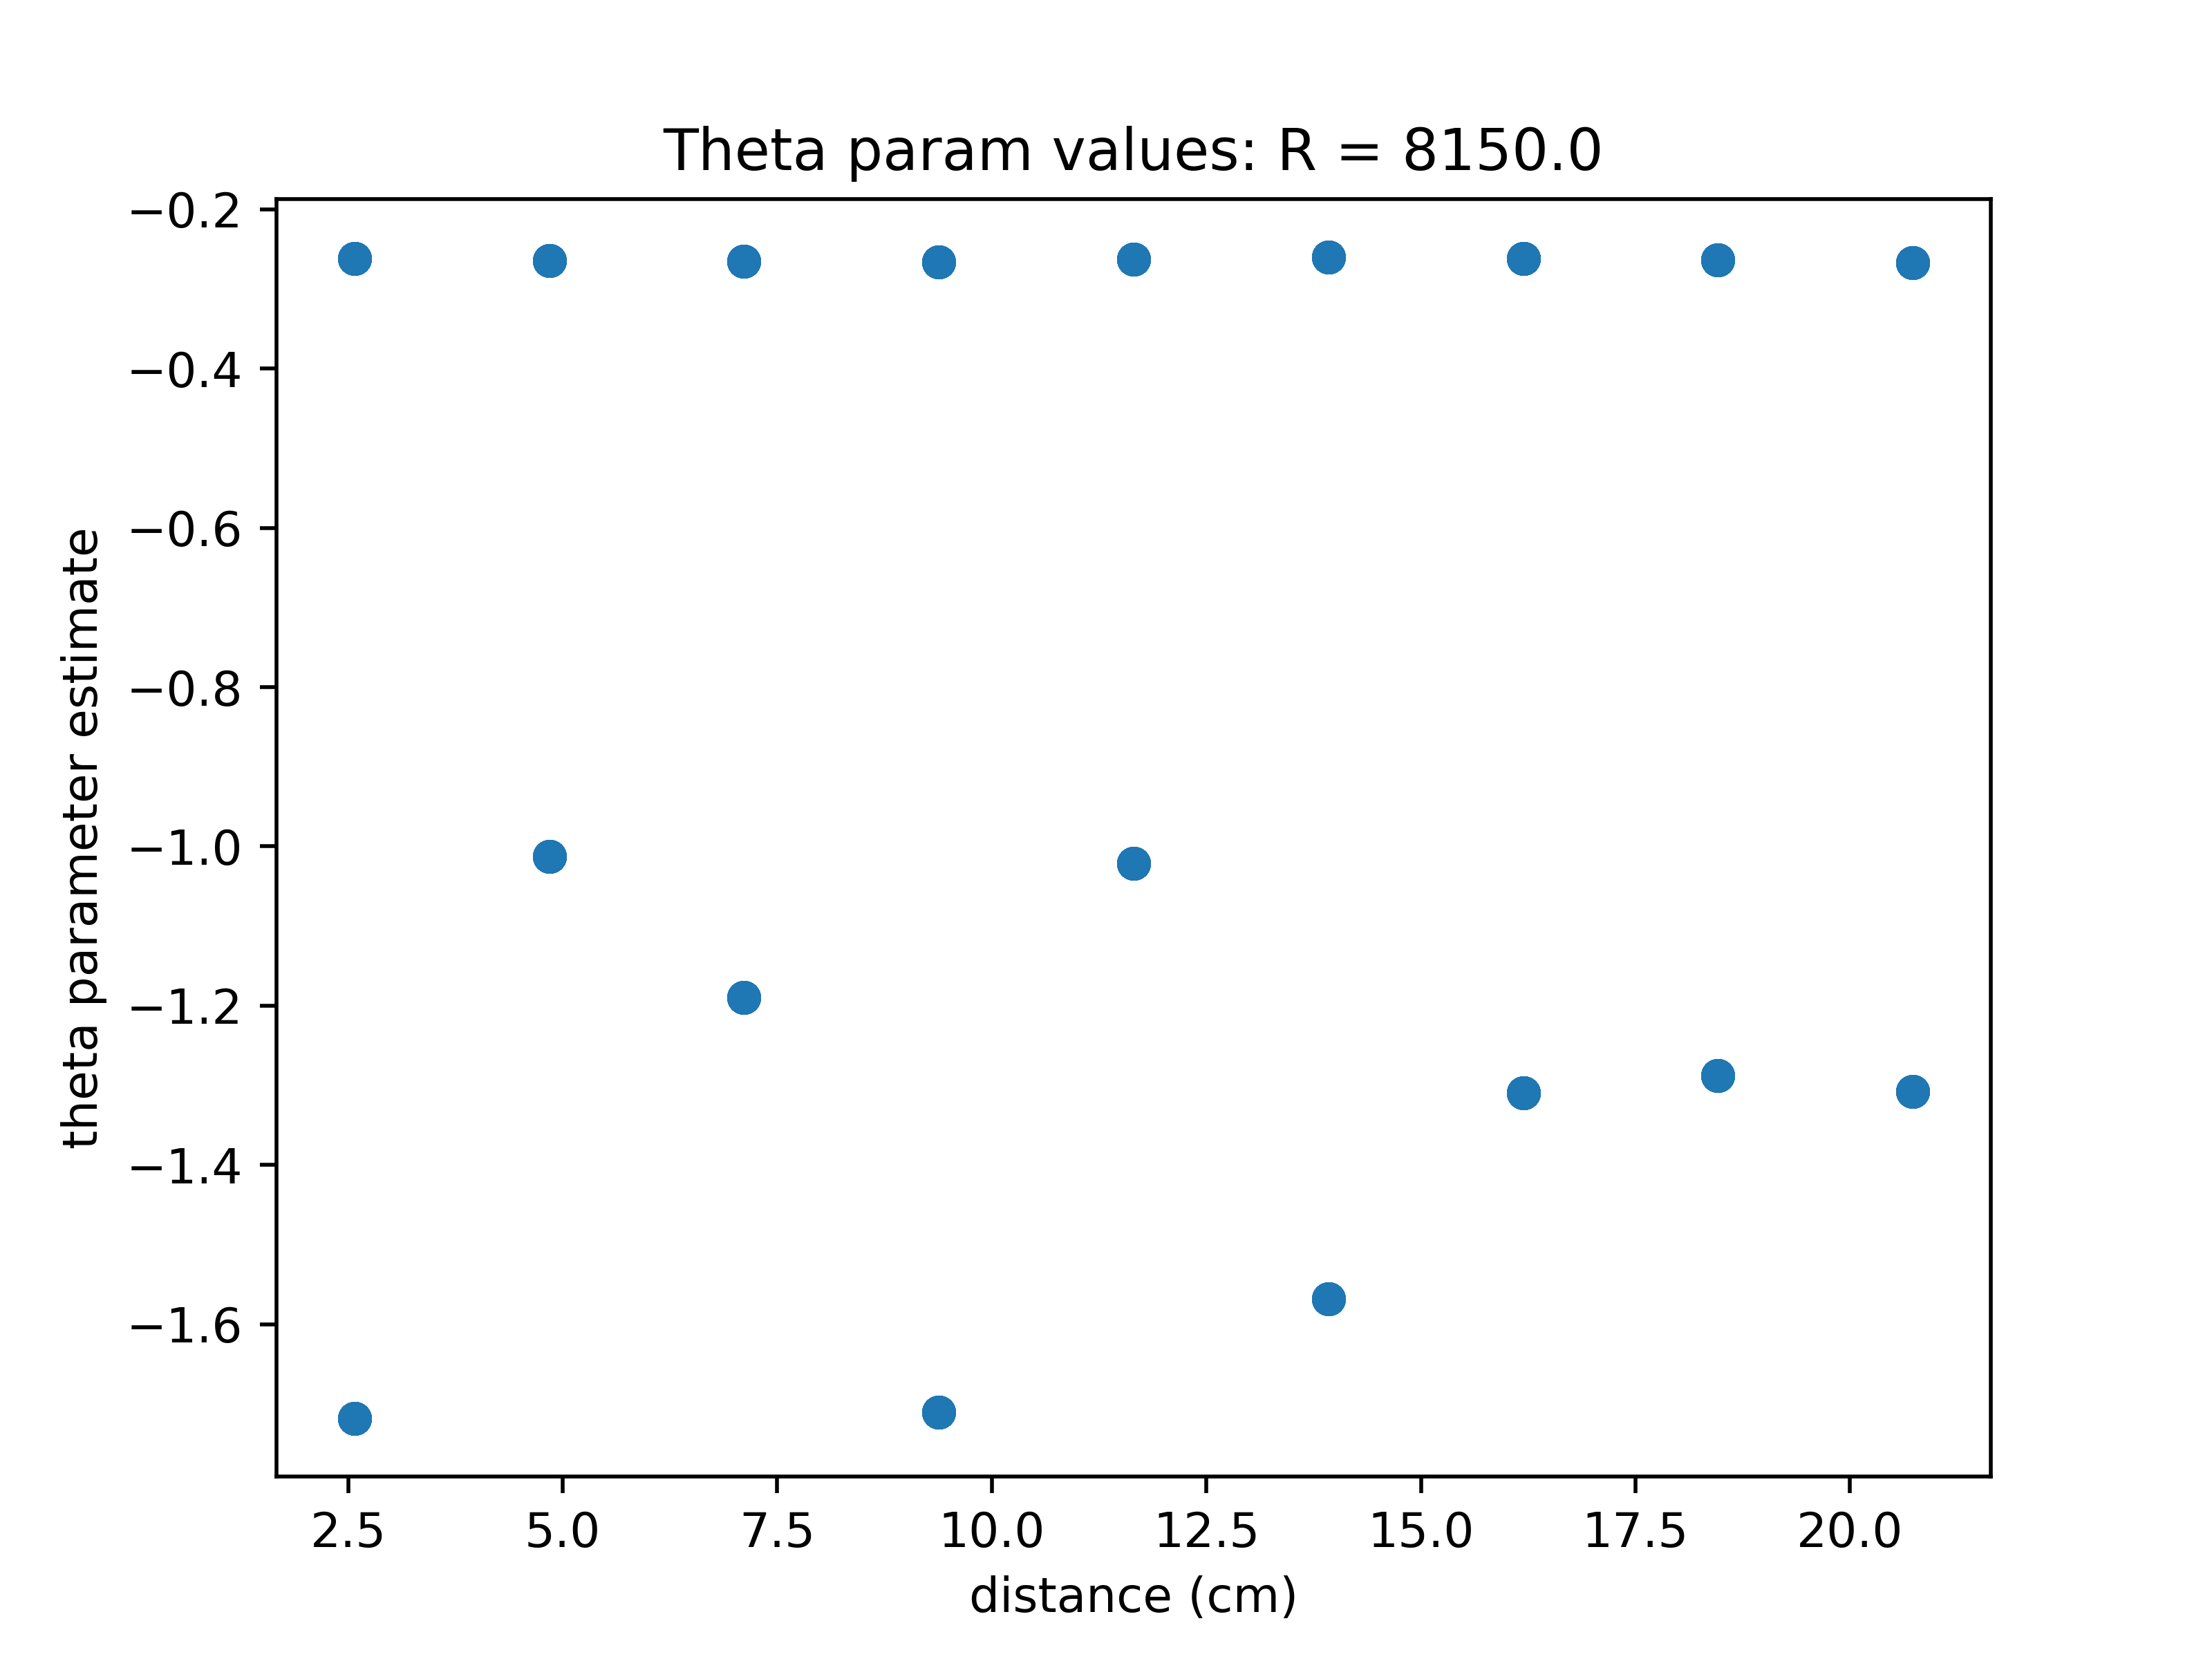 Theta param values: R = 8150.0
−0.2
−0.4
−0.6
−0.8
−1.0
−1.2
−1.4
−1.6
theta parameter estimate
2.5 5.0 7.5 10.0 12.5 15.0 17.5 20.0
distance (cm)